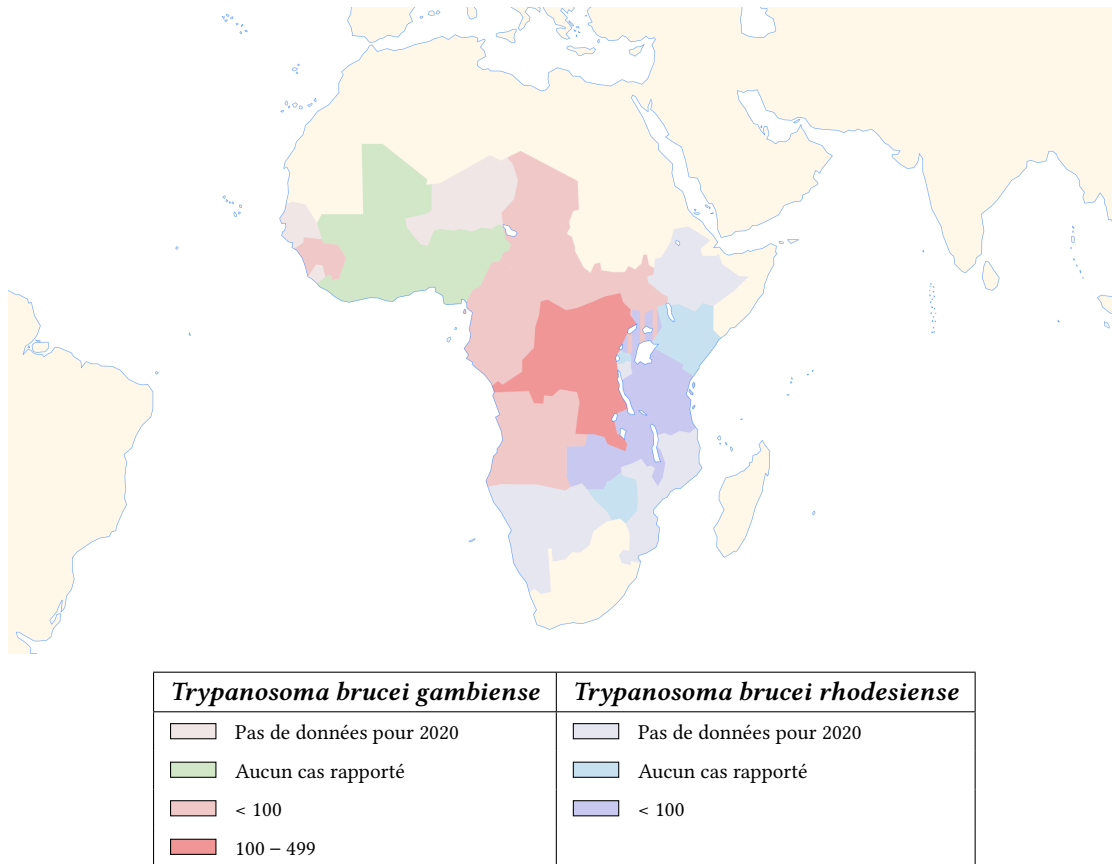 Trypanosoma brucei gambiense
Trypanosoma brucei rhodesiense
Pas de données pour 2020
Pas de données pour 2020
Aucun cas rapporté
Aucun cas rapporté
< 100
< 100
100 – 499